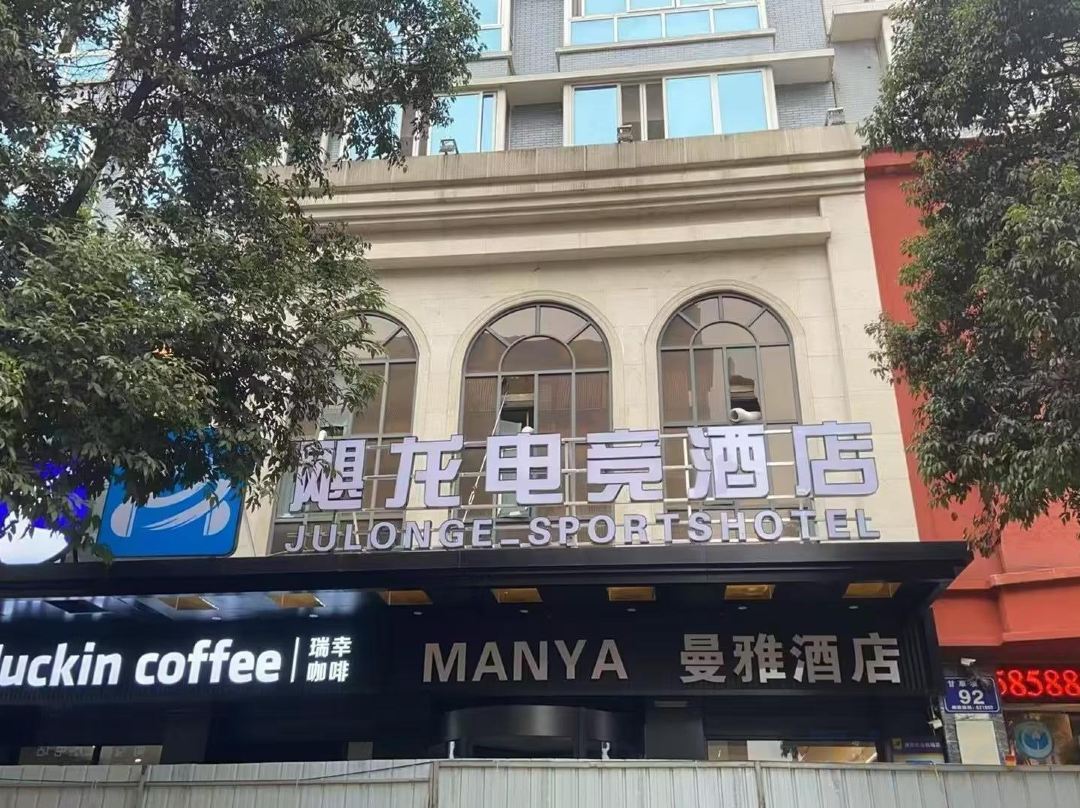 飓龙电竞酒店
JULONGE_SPORTSHOTEL
luckin coffee
瑞幸
咖啡
MANYA 曼雅酒店
92
58588